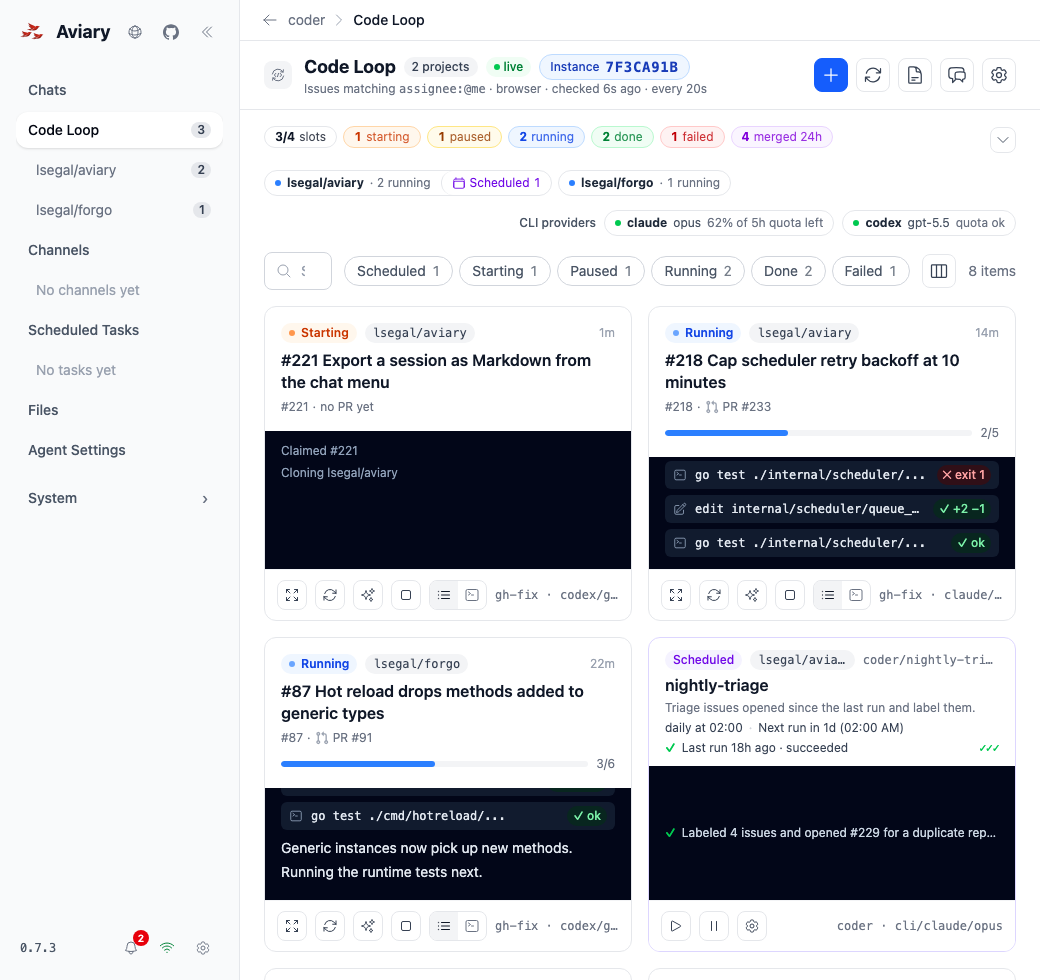 Aviary
Chats
Code Loop 3
lsegal/aviary 2
lsegal/forgo 1
Channels
No channels yet
Scheduled Tasks
No tasks yet
Files
Agent Settings
System
0.7.3
2
coder Code Loop
Code Loop 2 projects live Instance 7F3CA91B
Issues matching assignee:@me · browser · checked 6s ago · every 20s
3/4 slots 1 starting 1 paused 2 running 2 done 1 failed 4 merged 24h
lsegal/aviary · 2 running Scheduled 1 lsegal/forgo · 1 running
CLI providers claude opus 62% of 5h quota left codex gpt-5.5 quota ok
Scheduled 1 Starting 1 Paused 1 Running 2 Done 2 Failed 1 8 items
Starting lsegal/aviary 1m
#221 Export a session as Markdown from
the chat menu
#221 · no PR yet
Claimed #221
Cloning lsegal/aviary
gh-fix · codex/g…
Running lsegal/aviary 14m
#218 Cap scheduler retry backoff at 10
minutes
#218 · PR #233
2/5
go test ./internal/scheduler/... exit 1
edit internal/scheduler/queue_… +2 −1
go test ./internal/scheduler/... ok
gh-fix · claude/…
Running lsegal/forgo 22m
#87 Hot reload drops methods added to
generic types
#87 · PR #91
3/6
go test ./cmd/hotreload/... ok
Generic instances now pick up new methods.
Running the runtime tests next.
gh-fix · codex/g…
Scheduled lsegal/avia… coder/nightly-tri…
nightly-triage
Triage issues opened since the last run and label them.
daily at 02:00 · Next run in 1d (02:00 AM)
Last run 18h ago · succeeded
Labeled 4 issues and opened #229 for a duplicate rep…
coder · cli/claude/opus